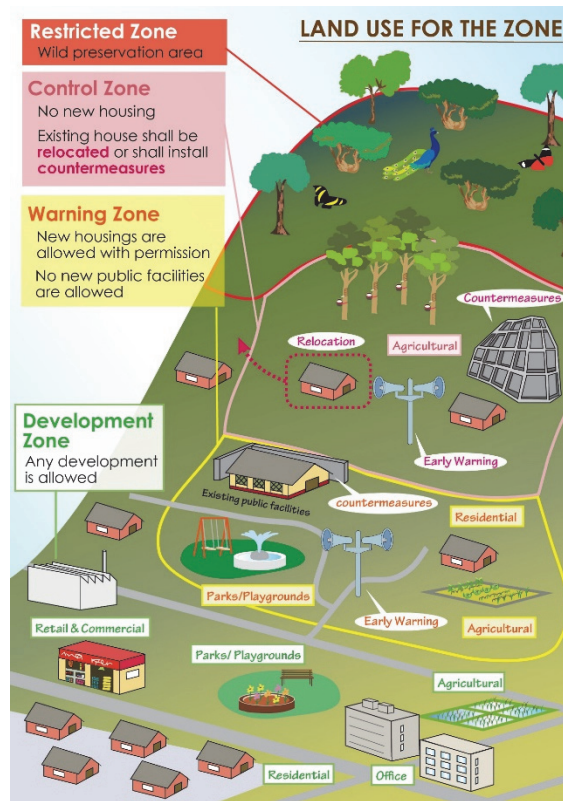 LAND USE FOR THE ZONE
Restricted Zone
Wild preservation area
Control Zone
No new housing
Existing house shall be
relocated or shall install
countermeasures
Warning Zone
New housings are
allowed with permission
No new public facilities
are allowed
Countermeasures
Relocation
Agricultural
Early Warning
Development
Zone
Any development
is allowed
Existing public facilities
countermeasures
Residential
Parks/Playgrounds
Early Warning
Agricultural
Retail & Commercial
Parks/ Playgrounds
Agricultural
Residential
Office